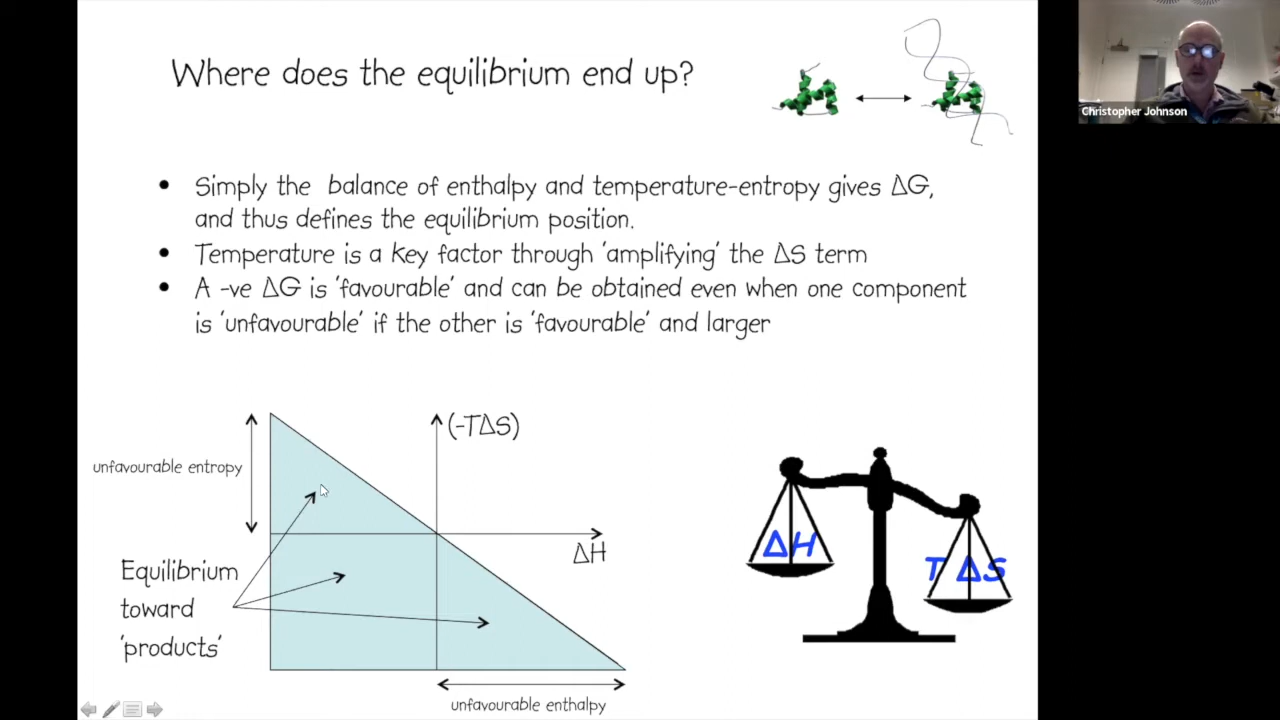 Where does the equilibrium end up?
Christopher Johnson
• Simply the balance of enthalpy and temperature-entropy gives ΔG,
and thus defines the equilibrium position.
• Temperature is a key factor through 'amplifying' the ΔS term
• A -ve ΔG is 'favourable' and can be obtained even when one component
is 'unfavourable' if the other is 'favourable' and larger
(-TΔS)
unfavourable entropy
ΔH
Equilibrium
toward
'products'
unfavourable enthalpy
ΔH
T ΔS